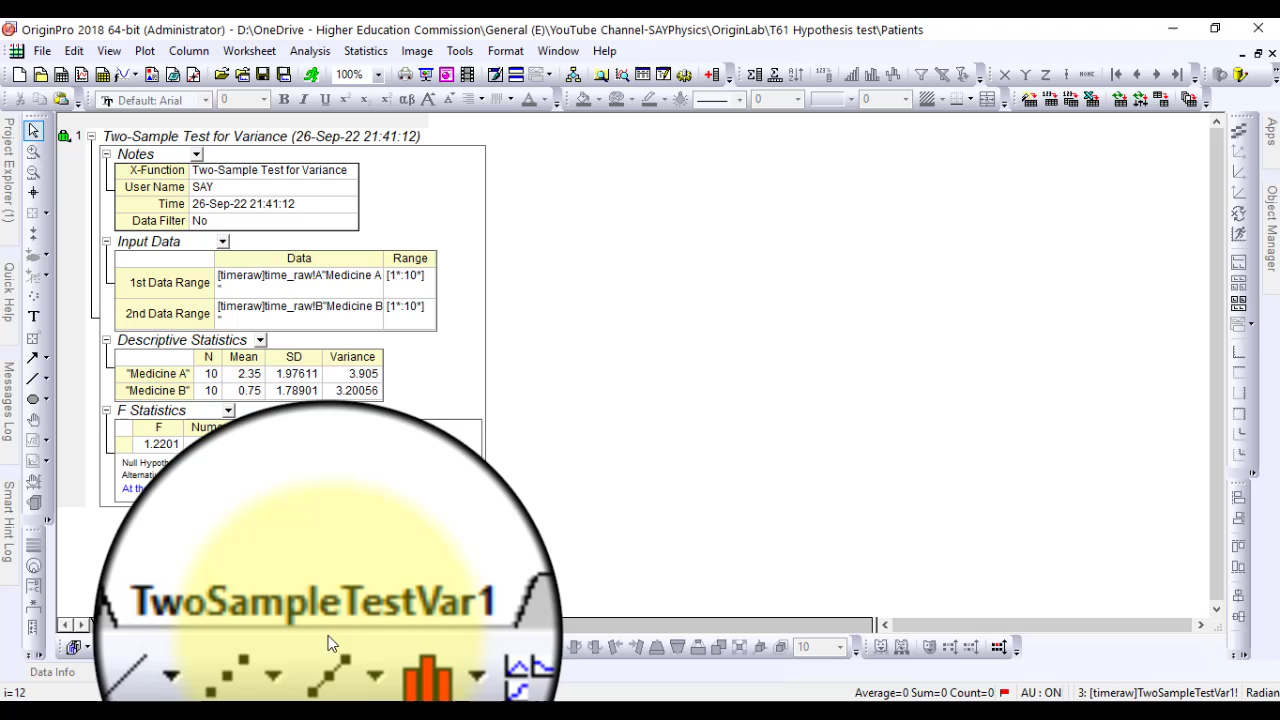 OriginPro 2018 64-bit (Administrator) - D:\OneDrive - Higher Education Commission\General (E)\YouTube Channel-SAYPhysics\OriginLab\T61 Hypothesis test\Patients
File Edit View Plot Column Worksheet Analysis Statistics Image Tools Format Window Help
100%
Default: Arial 0 B I U 0 0
Project Explorer (1)
Quick Help
Messages Log
Smart Hint Log
Apps
Object Manager
1 Two-Sample Test for Variance (26-Sep-22 21:41:12)
Notes
X-Function Two-Sample Test for Variance
User Name SAY
Time 26-Sep-22 21:41:12
Data Filter No
Input Data
Data Range
1st Data Range [timeraw]time_raw!A"Medicine A" [1*:10*]
2nd Data Range [timeraw]time_raw!B"Medicine B" [1*:10*]
Descriptive Statistics
N Mean SD Variance
"Medicine A" 10 2.35 1.97611 3.905
"Medicine B" 10 0.75 1.78901 3.20056
F Statistics
F
1.2201
TwoSampleTestVar1
10
Data Info
i=12 Average=0 Sum=0 Count=0 AU : ON 3: [timeraw]TwoSampleTestVar1! Radian